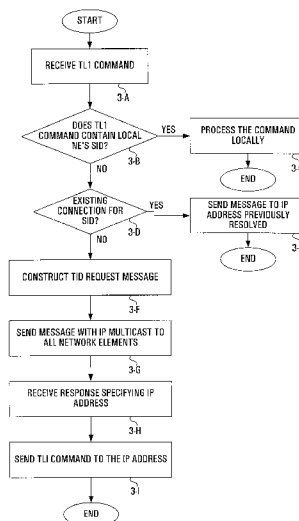 START
RECEIVE TL1 COMMAND
3-A
DOES TL1
COMMAND CONTAIN LOCAL
NE'S SID?
3-B
YES
PROCESS THE COMMAND
LOCALLY
3-
END
NO
EXISTING
CONNECTION FOR
SID?
3-D
YES
SEND MESSAGE TO IP
ADDRESS PREVIOUSLY
RESOLVED
3-
END
NO
CONSTRUCT TID REQUEST MESSAGE
3-F
SEND MESSAGE WITH IP MULTICAST TO
ALL NETWORK ELEMENTS
3-G
RECEIVE RESPONSE SPECIFYING IP
ADDRESS
3-H
SEND TL1 COMMAND TO THE IP ADDRESS
3-I
END